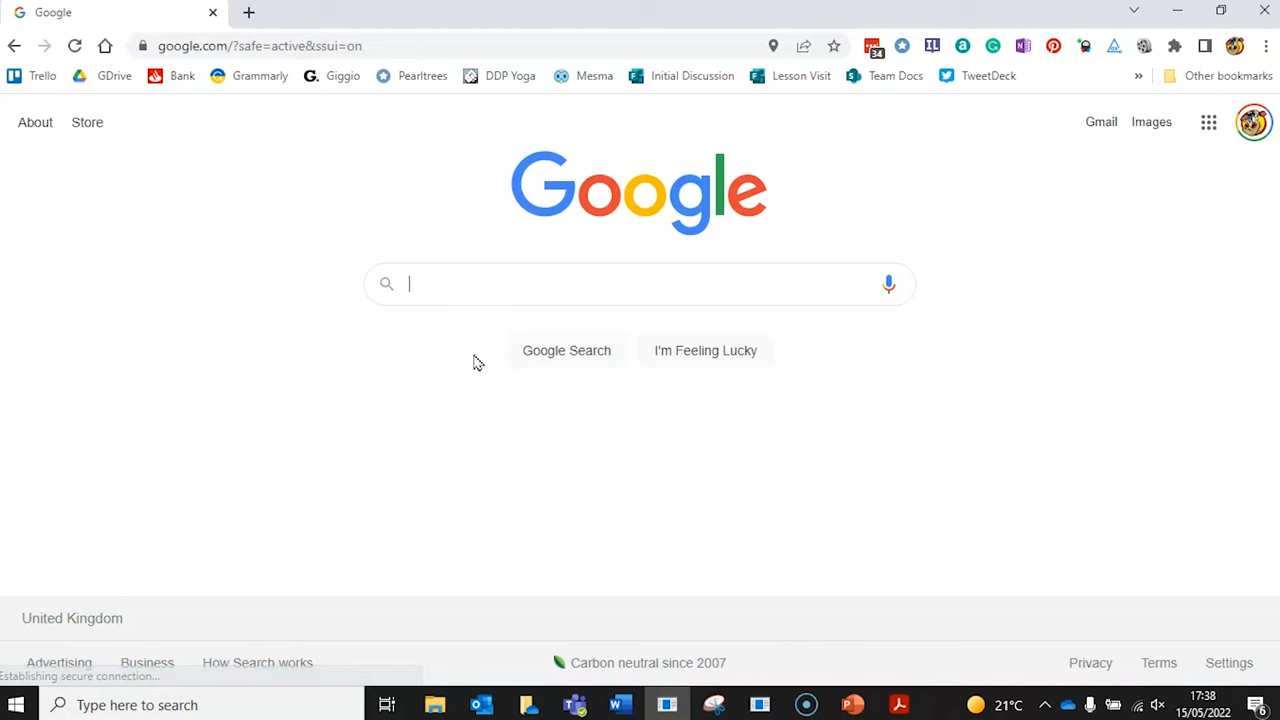 Google
google.com/?safe=active&ssui=on
34
Trello GDrive Bank Grammarly G. Giggio Pearltrees DDP Yoga Mesma Initial Discussion Lesson Visit Team Docs TweetDeck » Other bookmarks
About Store Gmail Images
Google
Google Search I'm Feeling Lucky
United Kingdom
Advertising Business How Search works Carbon neutral since 2007 Privacy Terms Settings
Establishing secure connection...
Type here to search 21°C 17:38
15/05/2022 6